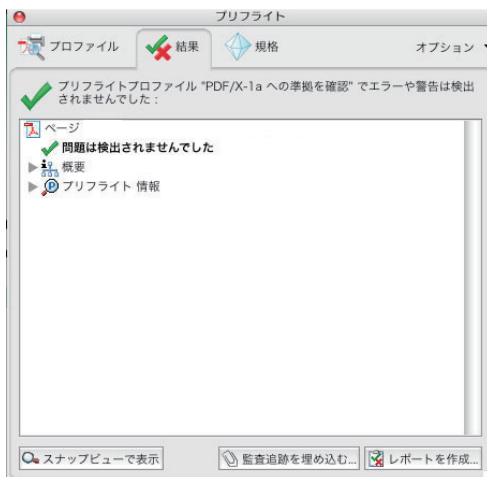 プリフライト
プロファイル 結果 規格 オプション
プリフライトプロファイル "PDF/X-1a への準拠を確認" でエラーや警告は検出
されませんでした :
ページ
問題は検出されませんでした
概要
プリフライト 情報
スナップビューで表示 監査追跡を埋め込む... レポートを作成...